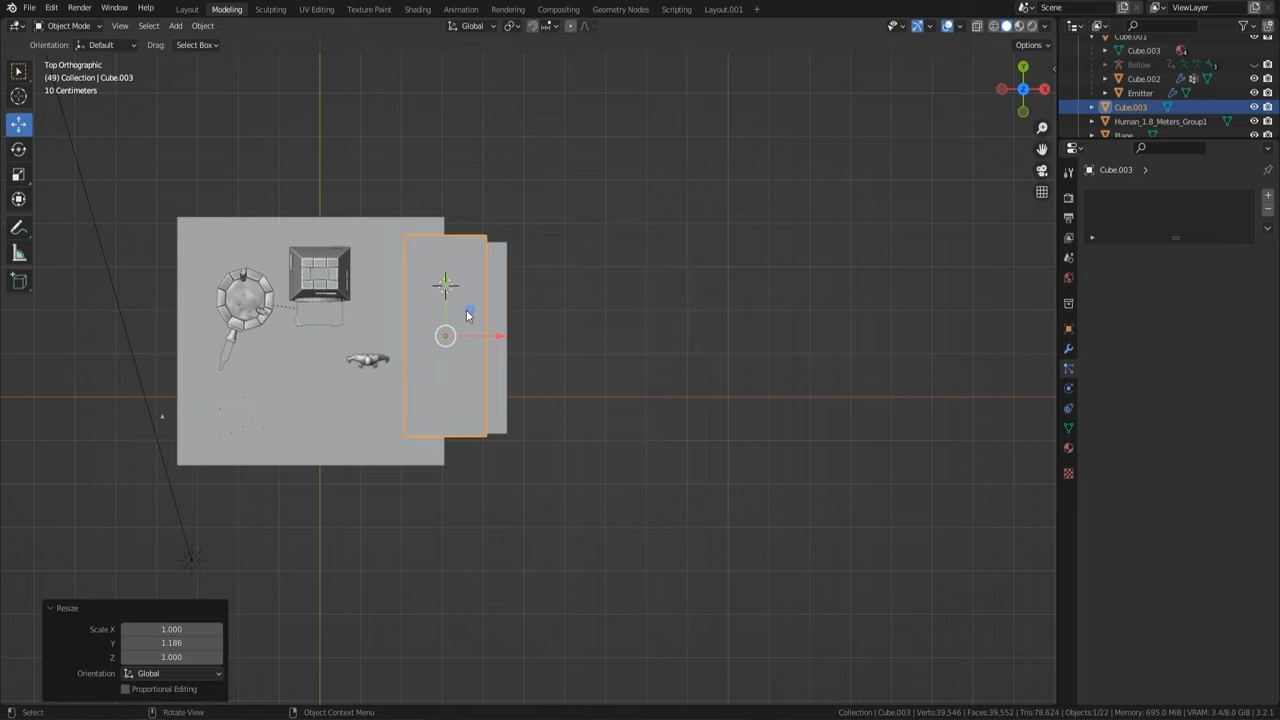 File Edit Render Window Help Layout Modeling Sculpting UV Editing Texture Paint Shading Animation Rendering Compositing Geometry Nodes Scripting Layout.001 + Scene ViewLayer
Object Mode View Select Add Object Global
Orientation: Default Drag: Select Box Options
Top Orthographic
(49) Collection | Cube.003
10 Centimeters
Y
Z
X
Cube.001
Cube.003
Bellow
Cube.002
Emitter
Cube.003
Human_1.8_Meters_Group1
Plane
Cube.003
Resize
Scale X 1.000
Y 1.186
Z 1.000
Orientation Global
Proportional Editing
Select Rotate View Object Context Menu Collection | Cube.003 | Verts:39,546 | Faces:39,552 | Tris:78,624 | Objects:1/22 | Memory: 695.0 MiB | VRAM: 3.4/8.0 GiB | 3.2.1